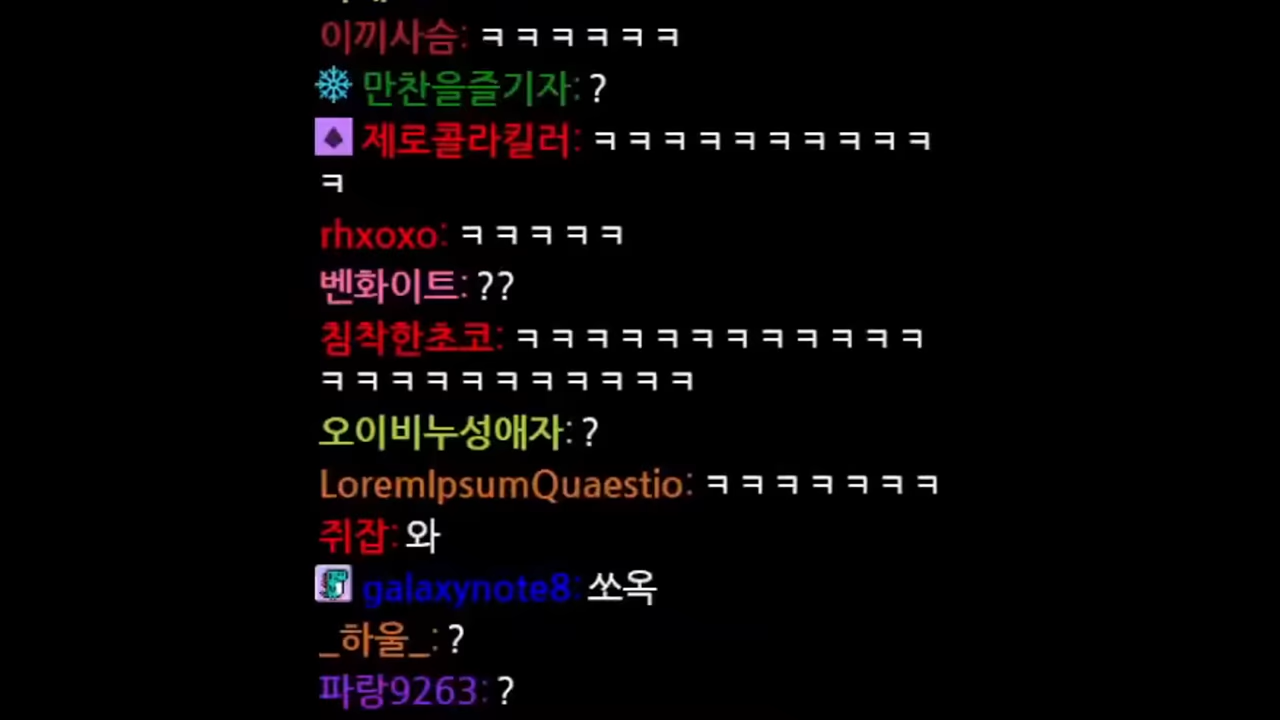 이끼사슴: ㅋㅋㅋㅋㅋㅋ
만찬을즐기자: ?
제로콜라킬러: ㅋㅋㅋㅋㅋㅋㅋㅋㅋㅋ
ㅋ
rhxoxo: ㅋㅋㅋㅋㅋ
벤화이트: ??
침착한초코: ㅋㅋㅋㅋㅋㅋㅋㅋㅋㅋㅋㅋ
ㅋㅋㅋㅋㅋㅋㅋㅋㅋㅋㅋ
오이비누성애자: ?
LoremIpsumQuaestio: ㅋㅋㅋㅋㅋㅋㅋ
쥐잡: 와
galaxynote8: 쏘옥
_하울_: ?
파랑9263: ?